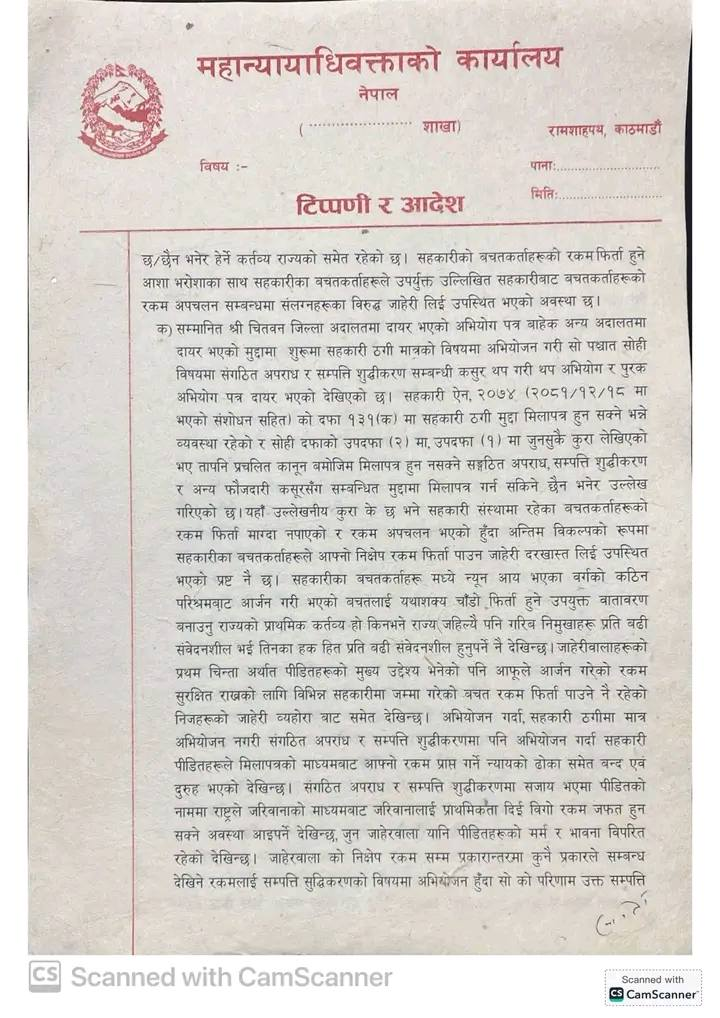 महान्यायाधिवक्ताको कार्यालय
नेपाल
(...................... शाखा)
रामशाहपथ, काठमाडौं
विषय :-
पाना:............................
टिप्पणी र आदेश
मिति:............................
छ/छैन भनेर हेर्ने कर्तव्य राज्यको समेत रहेको छ। सहकारीको बचतकर्ताहरूको रकम फिर्ता हुने
आशा भरोशाका साथ सहकारीका बचतकर्ताहरूले उपर्युक्त उल्लिखित सहकारीबाट बचतकर्ताहरूको
रकम अपचलन सम्बन्धमा संलग्नहरूका विरुद्ध जाहेरी लिई उपस्थित भएको अवस्था छ।
क) सम्मानित श्री चितवन जिल्ला अदालतमा दायर भएको अभियोग पत्र बाहेक अन्य अदालतमा
दायर भएको मुद्दामा शुरूमा सहकारी ठगी मात्रको विषयमा अभियोजन गरी सो पश्चात सोही
विषयमा संगठित अपराध र सम्पत्ति शुद्धीकरण सम्बन्धी कसुर थप गरी थप अभियोग र पुरक
अभियोग पत्र दायर भएको देखिएको छ। सहकारी ऐन, २०७४ (२०८१/१२/१८ मा
भएको संशोधन सहित) को दफा १३१(क) मा सहकारी ठगी मुद्दा मिलापत्र हुन सक्ने भन्ने
व्यवस्था रहेको र सोही दफाको उपदफा (२) मा, उपदफा (१) मा जुनसुकै कुरा लेखिएको
भए तापनि प्रचलित कानून बमोजिम मिलापत्र हुन नसक्ने सङ्गठित अपराध, सम्पत्ति शुद्धीकरण
र अन्य फौजदारी कसूरसँग सम्बन्धित मुद्दामा मिलापत्र गर्न सकिने छैन भनेर उल्लेख
गरिएको छ। यहाँ उल्लेखनीय कुरा के छ भने सहकारी संस्थामा रहेका बचतकर्ताहरूको
रकम फिर्ता माग्दा नपाएको र रकम अपचलन भएको हुँदा अन्तिम विकल्पको रूपमा
सहकारीका बचतकर्ताहरूले आफ्नो निक्षेप रकम फिर्ता पाउन जाहेरी दरखास्त लिई उपस्थित
भएको प्रष्ट नै छ। सहकारीका बचतकर्ताहरू मध्ये न्यून आय भएका वर्गको कठिन
परिश्रमबाट आर्जन गरी भएको बचतलाई यथाशक्य चाँडो फिर्ता हुने उपयुक्त वातावरण
बनाउनु राज्यको प्राथमिक कर्तव्य हो किनभने राज्य जहिल्यै पनि गरिब निमुखाहरू प्रति बढी
संवेदनशील भई तिनका हक हित प्रति बढी संवेदनशील हुनुपर्ने नै देखिन्छ। जाहेरीवालाहरूको
प्रथम चिन्ता अर्थात पीडितहरूको मुख्य उद्देश्य भनेको पनि आफूले आर्जन गरेको रकम
सुरक्षित राख्नको लागि विभिन्न सहकारीमा जम्मा गरेको बचत रकम फिर्ता पाउने नै रहेको
निजहरूको जाहेरी व्यहोरा बाट समेत देखिन्छ। अभियोजन गर्दा, सहकारी ठगीमा मात्र
अभियोजन नगरी संगठित अपराध र सम्पत्ति शुद्धीकरणमा पनि अभियोजन गर्दा सहकारी
पीडितहरूले मिलापत्रको माध्यमबाट आफ्नो रकम प्राप्त गर्ने न्यायको ढोका समेत बन्द एवं
दुरुह भएको देखिन्छ। संगठित अपराध र सम्पत्ति शुद्धीकरणमा सजाय भएमा पीडितको
नाममा राष्ट्रले जरिवानाको माध्यमबाट जरिवानालाई प्राथमिकता दिई विगो रकम जफत हुन
सक्ने अवस्था आइपर्ने देखिन्छ, जुन जाहेरवाला यानि पीडितहरूको मर्म र भावना विपरित
रहेको देखिन्छ। जाहेरवाला को निक्षेप रकम सम्म प्रकारान्तरमा कुनै प्रकारले सम्बन्ध
देखिने रकमलाई सम्पत्ति सुद्धिकरणको विषयमा अभियोजन हुँदा सो को परिणाम उक्त सम्पत्ति
CS Scanned with CamScanner
Scanned with
CS CamScanner